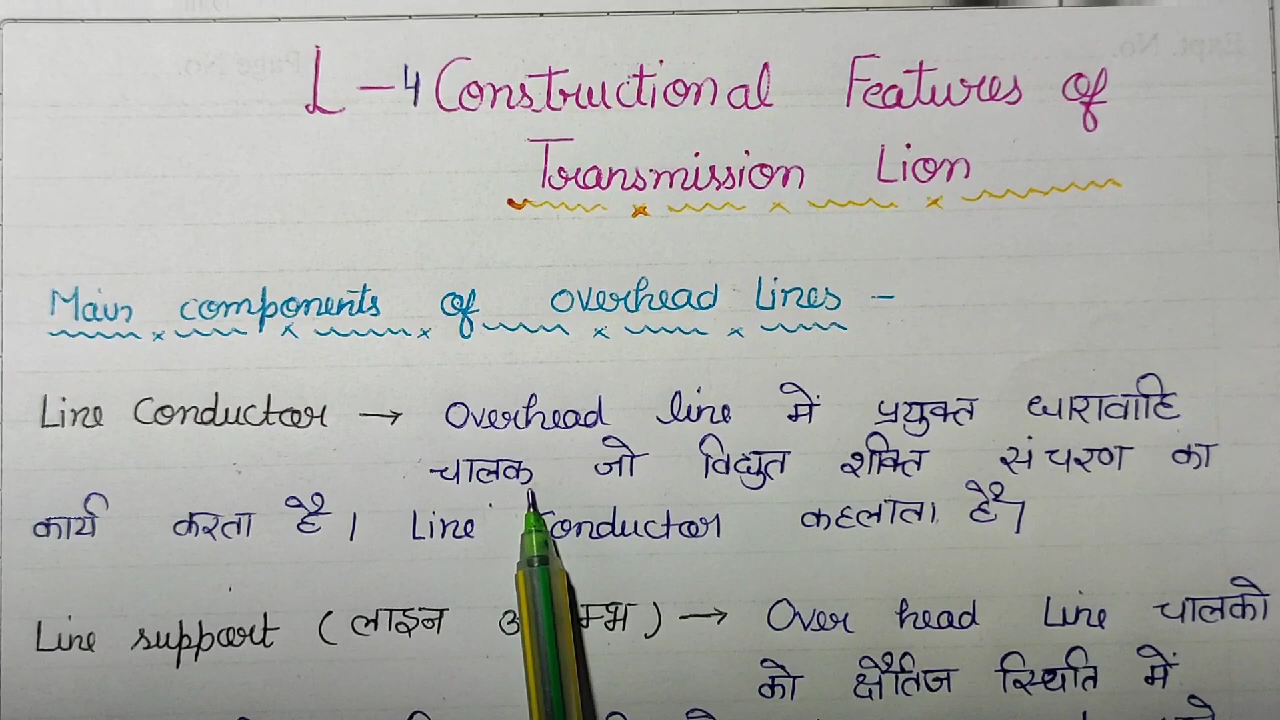 L-4 Constructional Features of
Transmission Lion
Main components of overhead Lines -
Line Conductor → Overhead line में प्रयुक्त धारावाहि
चालक जो विद्युत शक्ति संचरण का
कार्य करता है। Line Conductor कहलाता है।
Line support (लाइन म्भ) → Over head Line चालको
को क्षैतिज स्थिति में